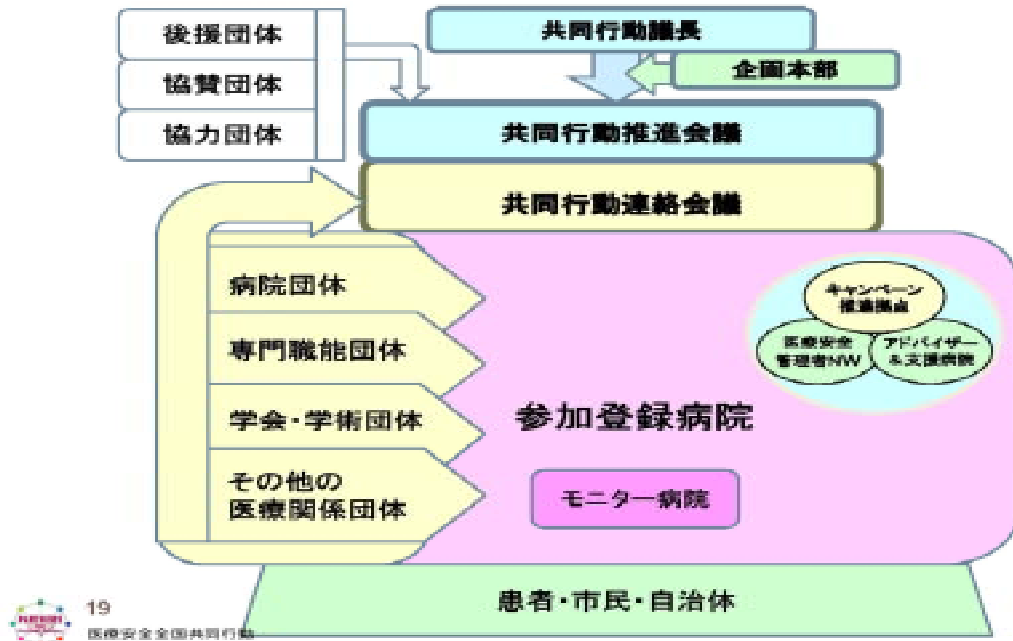 後援団体
協賛団体
協力団体
共同行動議長
企画本部
共同行動推進会議
共同行動連絡会議
病院団体
専門職能団体
学会・学術団体
その他の
医療関係団体
キャンペーン
推進拠点
医療安全
管理者NW
アドバイザー
&支援病院
参加登録病院
モニター病院
患者・市民・自治体
19
医療安全全国共同行動